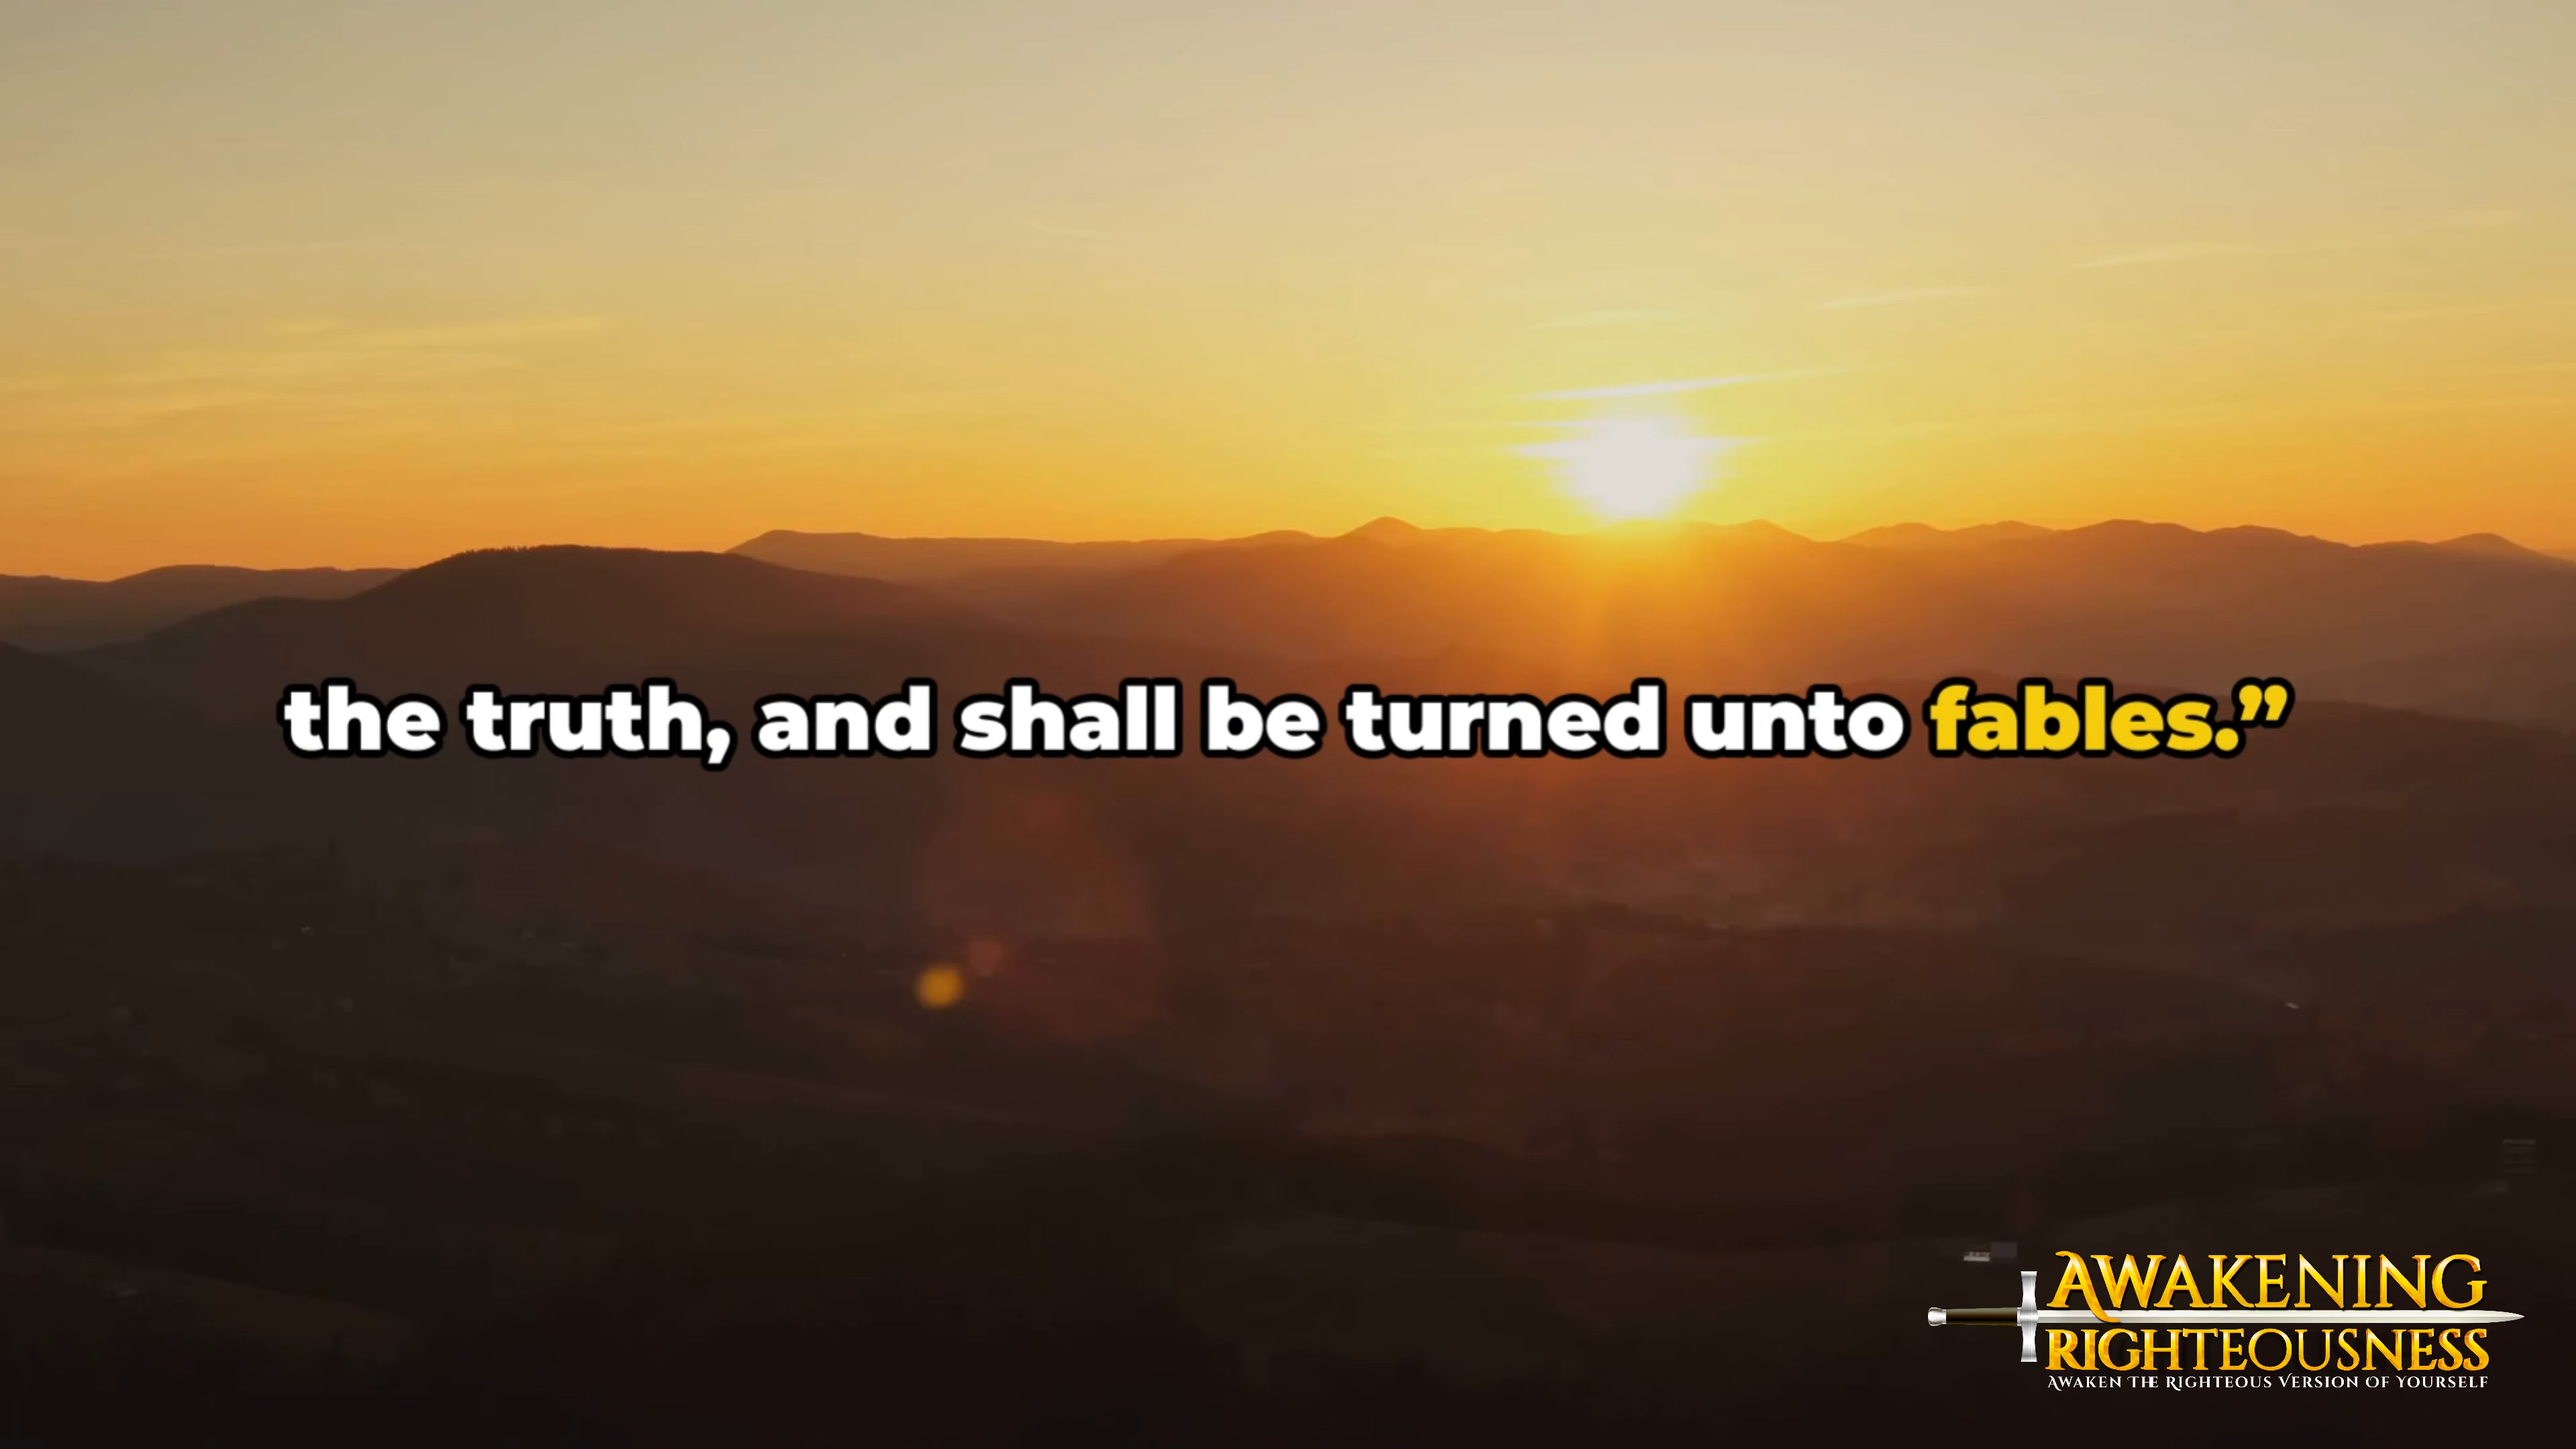 the truth, and shall be turned unto fables.”
AWAKENING
RIGHTEOUSNESS
AWAKEN THE RIGHTEOUS VERSION OF YOURSELF